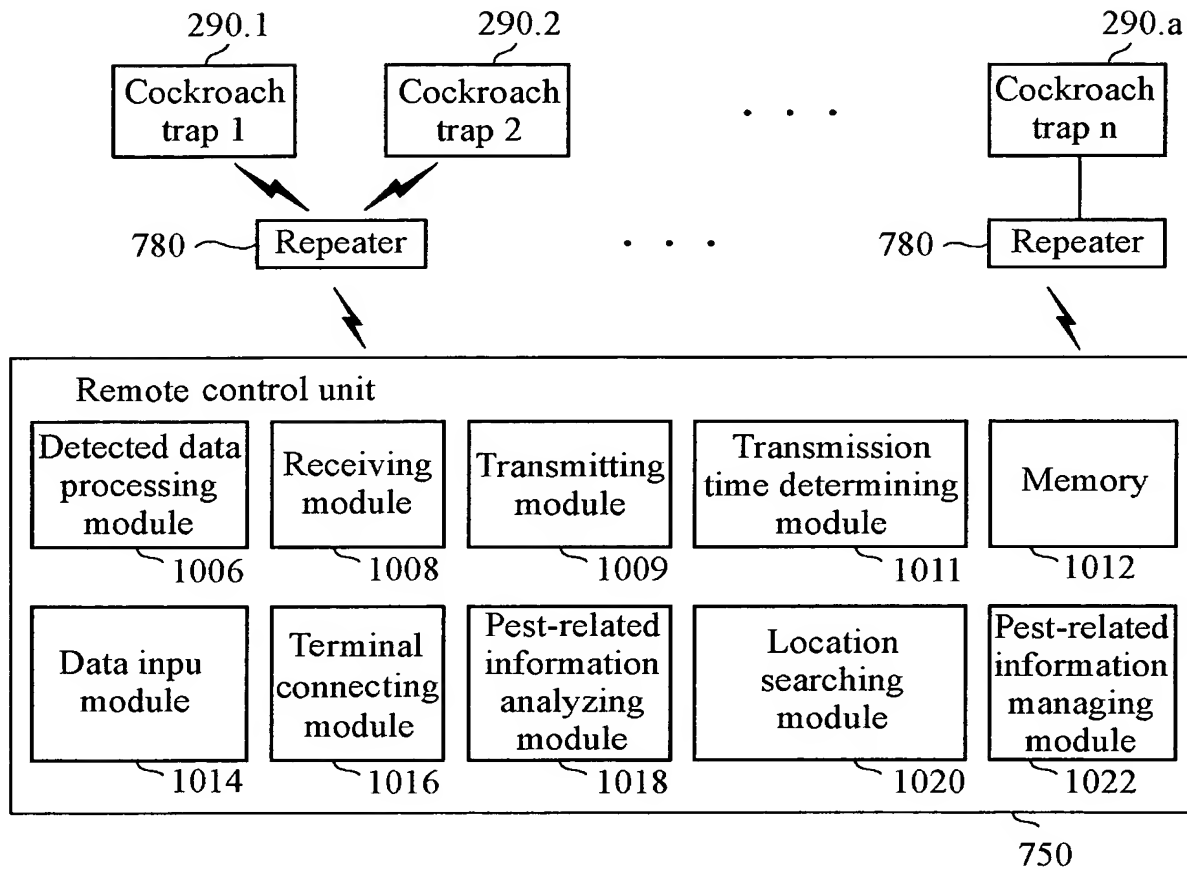 290.1
290.2
290.a
Cockroach
trap 1
Cockroach
trap 2
. . .
Cockroach
trap n
780
Repeater
. . .
780
Repeater
Remote control unit
Detected data
processing
module
1006
Receiving
module
1008
Transmitting
module
1009
Transmission
time determining
module
1011
Memory
1012
Data inpu
module
1014
Terminal
connecting
module
1016
Pest-related
information
analyzing
module
1018
Location
searching
module
1020
Pest-related
information
managing
module
1022
750